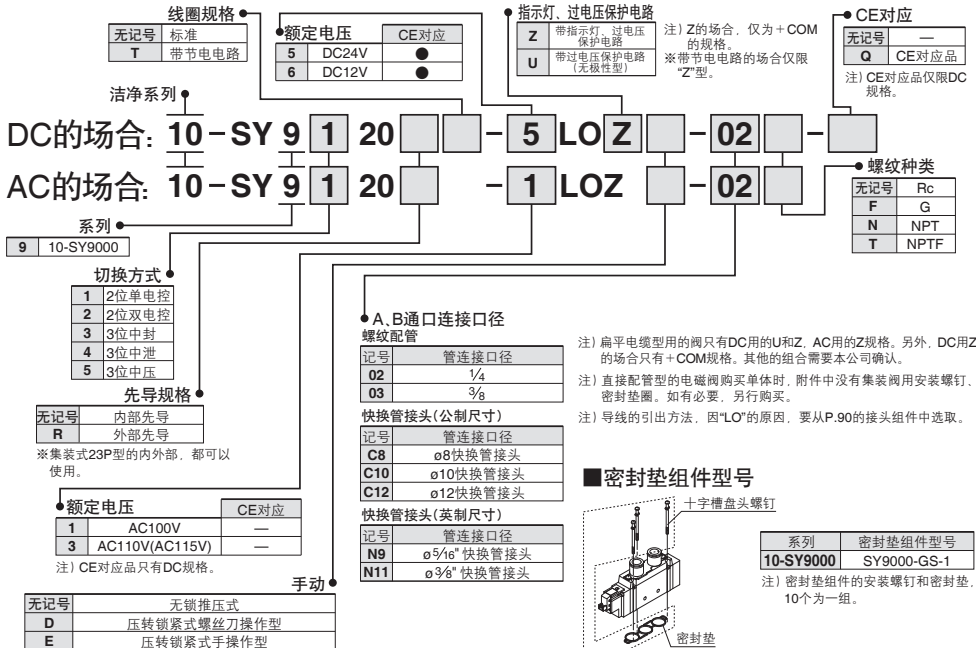 线圈规格
无记号 标准
T 带节电电路
额定电压 CE对应
5 DC24V ●
6 DC12V ●
指示灯、过电压保护电路
Z 带指示灯、过电压保护电路
U 带过电压保护电路(无极性型)
注) Z的场合，仅为＋COM
的规格。
※带节电电路的场合仅限
“Z”型。
CE对应
无记号 —
Q CE对应品
注) CE对应品仅限DC
规格。
洁净系列
DC的场合: 10-SY 9 1 20 - 5 LO Z - 02 -
AC的场合: 10-SY 9 1 20 - 1 LOZ - 02
螺纹种类
无记号 Rc
F G
N NPT
T NPTF
系列
9 10-SY9000
切换方式
1 2位单电控
2 2位双电控
3 3位中封
4 3位中泄
5 3位中压
先导规格
无记号 内部先导
R 外部先导
※集装式23P型的内外部，都可以
使用。
额定电压 CE对应
1 AC100V —
3 AC110V(AC115V) —
注) CE对应品只有DC规格。
手动
无记号 无锁推压式
D 压转锁紧式螺丝刀操作型
E 压转锁紧式手操作型
A、B通口连接口径
螺纹配管
记号 管连接口径
02 1/4
03 3/8
快换管接头(公制尺寸)
记号 管连接口径
C8 ø8快换管接头
C10 ø10快换管接头
C12 ø12快换管接头
快换管接头(英制尺寸)
记号 管连接口径
N9 ø5/16" 快换管接头
N11 ø3/8" 快换管接头
注) 扁平电缆型用的阀只有DC用的U和Z，AC用的Z规格。另外，DC用Z
的场合只有＋COM规格。其他的组合需要本公司确认。
注) 直接配管型的电磁阀购买单体时，附件中没有集装阀用安装螺钉、
密封垫圈。如有必要，另行购买。
注) 导线的引出方法，因“LO”的原因，要从P.90的接头组件中选取。
■密封垫组件型号
十字槽盘头螺钉
密封垫
系列 密封垫组件型号
10-SY9000 SY9000-GS-1
注) 密封垫组件的安装螺钉和密封垫，
10个为一组。